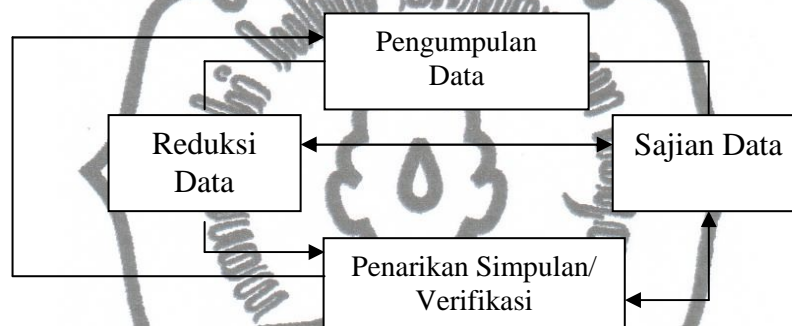 Pengumpulan
Data
Reduksi
Data
Sajian Data
Penarikan Simpulan/
Verifikasi